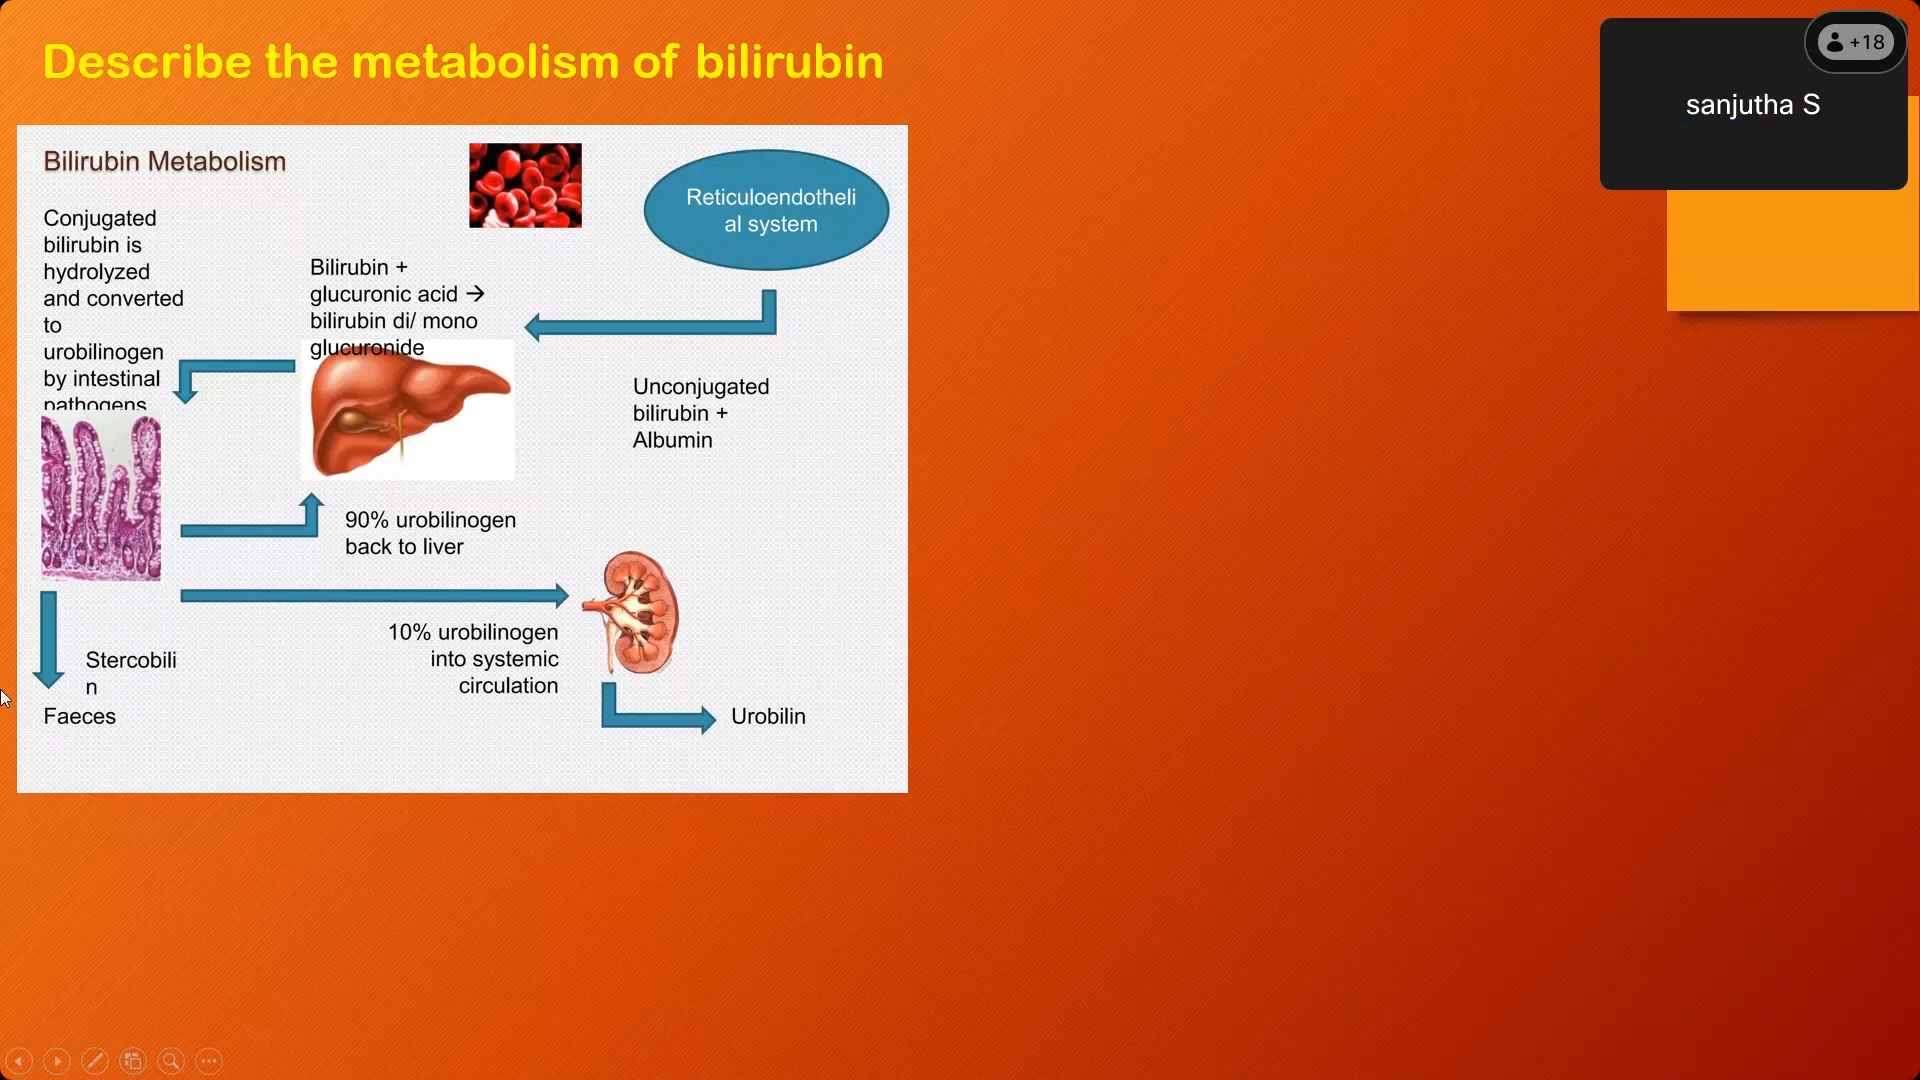 Describe the metabolism of bilirubin
+18
sanjutha S
Bilirubin Metabolism
Reticuloendotheli
al system
Conjugated
bilirubin is
hydrolyzed
and converted
to
urobilinogen
by intestinal
pathogens
Bilirubin +
glucuronic acid →
bilirubin di/ mono
glucuronide
Unconjugated
bilirubin +
Albumin
90% urobilinogen
back to liver
10% urobilinogen
into systemic
circulation
Stercobili
n
Faeces
Urobilin